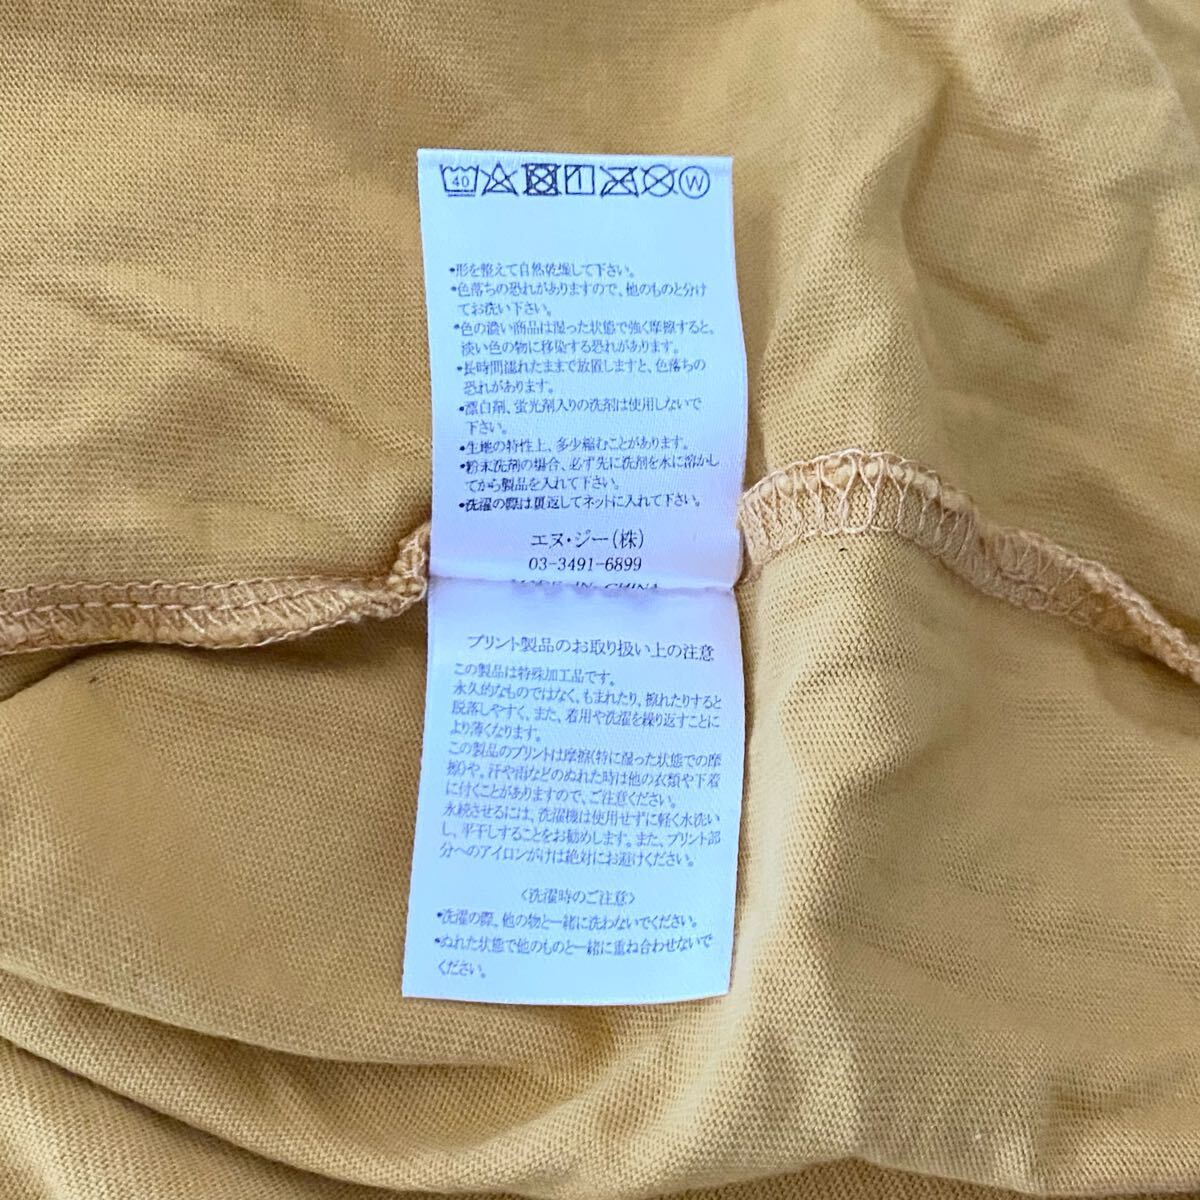 40 W
•形を整えて自然乾燥して下さい。
•色落ちの恐れがありますので、他のものと分け
てお洗い下さい。
•色の濃い商品は湿った状態で強く摩擦すると、
淡い色の物に移染する恐れがあります。
•長時間濡れたままで放置しますと、色落ちの
恐れがあります。
•漂白剤、蛍光剤入りの洗剤は使用しないで
下さい。
•生地の特性上、多少縮むことがあります。
•粉末洗剤の場合、必ず先に洗剤を水に溶かし
てから製品を入れて下さい。
•洗濯の際は裏返してネットに入れて下さい。
エヌ・ジー(株)
03-3491-6899
MADE IN CHINA
プリント製品のお取り扱い上の注意
この製品は特殊加工品です。
永久的なものではなく、もまれたり、擦れたりすると
脱落しやすく、また、着用や洗濯を繰り返すことに
より薄くなります。
この製品のプリントは摩擦(特に湿った状態での摩
擦)や、汗や雨などのぬれた時は他の衣類や下着
に付くことがありますので、ご注意ください。
永続させるには、洗濯機は使用せずに軽く水洗い
し、平干しすることをお勧めします。また、プリント部
分へのアイロンがけは絶対にお避けください。
〈洗濯時のご注意〉
•洗濯の際、他の物と一緒に洗わないでください。
•ぬれた状態で他のものと一緒に重ね合わせないで
ください。